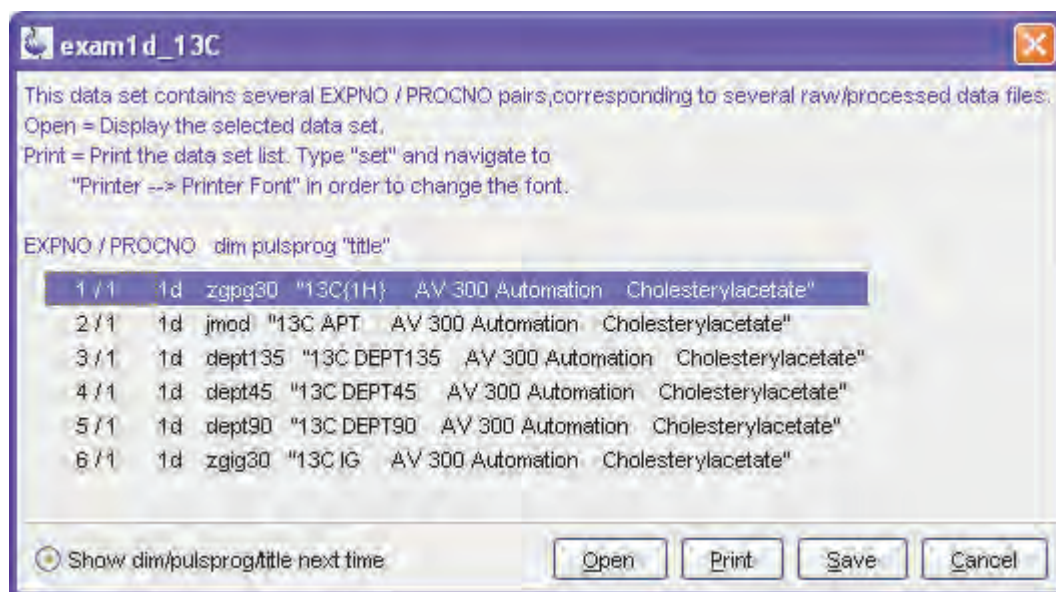 exam1d_13C
This data set contains several EXPNO / PROCNO pairs,corresponding to several raw/processed data files:
Open = Display the selected data set,
Print = Print the data set list. Type "set" and navigate to
"Printer --> Printer Font" in order to change the font.
EXPNO / PROCNO dim pulsprog "title"
1 / 1 1d zgpg30 "13C{1H} AV 300 Automation Cholesterylacetate"
2 / 1 1d jmod "13C APT AV 300 Automation Cholesterylacetate"
3 / 1 1d dept135 "13C DEPT135 AV 300 Automation Cholesterylacetate"
4 / 1 1d dept45 "13C DEPT45 AV 300 Automation Cholesterylacetate"
5 / 1 1d dept90 "13C DEPT90 AV 300 Automation Cholesterylacetate"
6 / 1 1d zgig30 "13C IG AV 300 Automation Cholesterylacetate"
Show dim/pulsprog/title next time Open Print Save Cancel